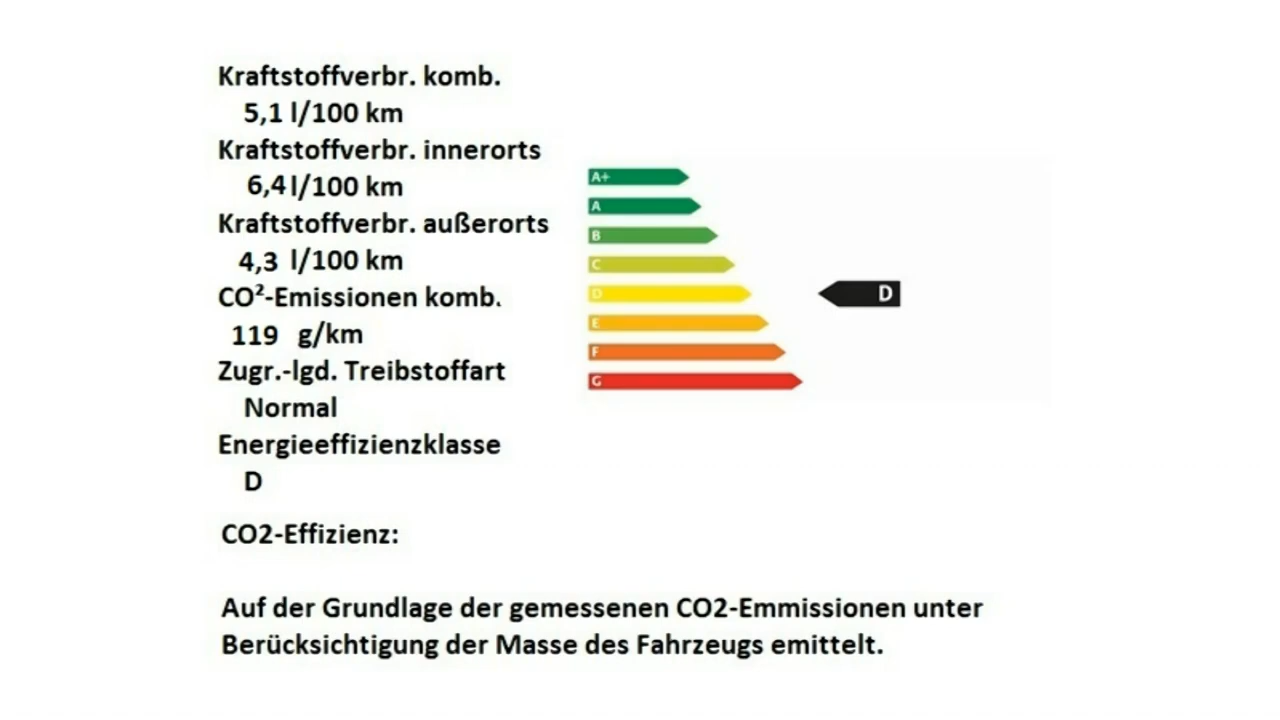 Kraftstoffverbr. komb.
5,1 l/100 km
Kraftstoffverbr. innerorts
6,4 l/100 km
Kraftstoffverbr. außerorts
4,3 l/100 km
CO²-Emissionen komb.
119 g/km
Zugr.-lgd. Treibstoffart
Normal
Energieeffizienzklasse
D
A+
A
B
C
D
D
E
F
G
CO2-Effizienz:
Auf der Grundlage der gemessenen CO2-Emmissionen unter
Berücksichtigung der Masse des Fahrzeugs emittelt.